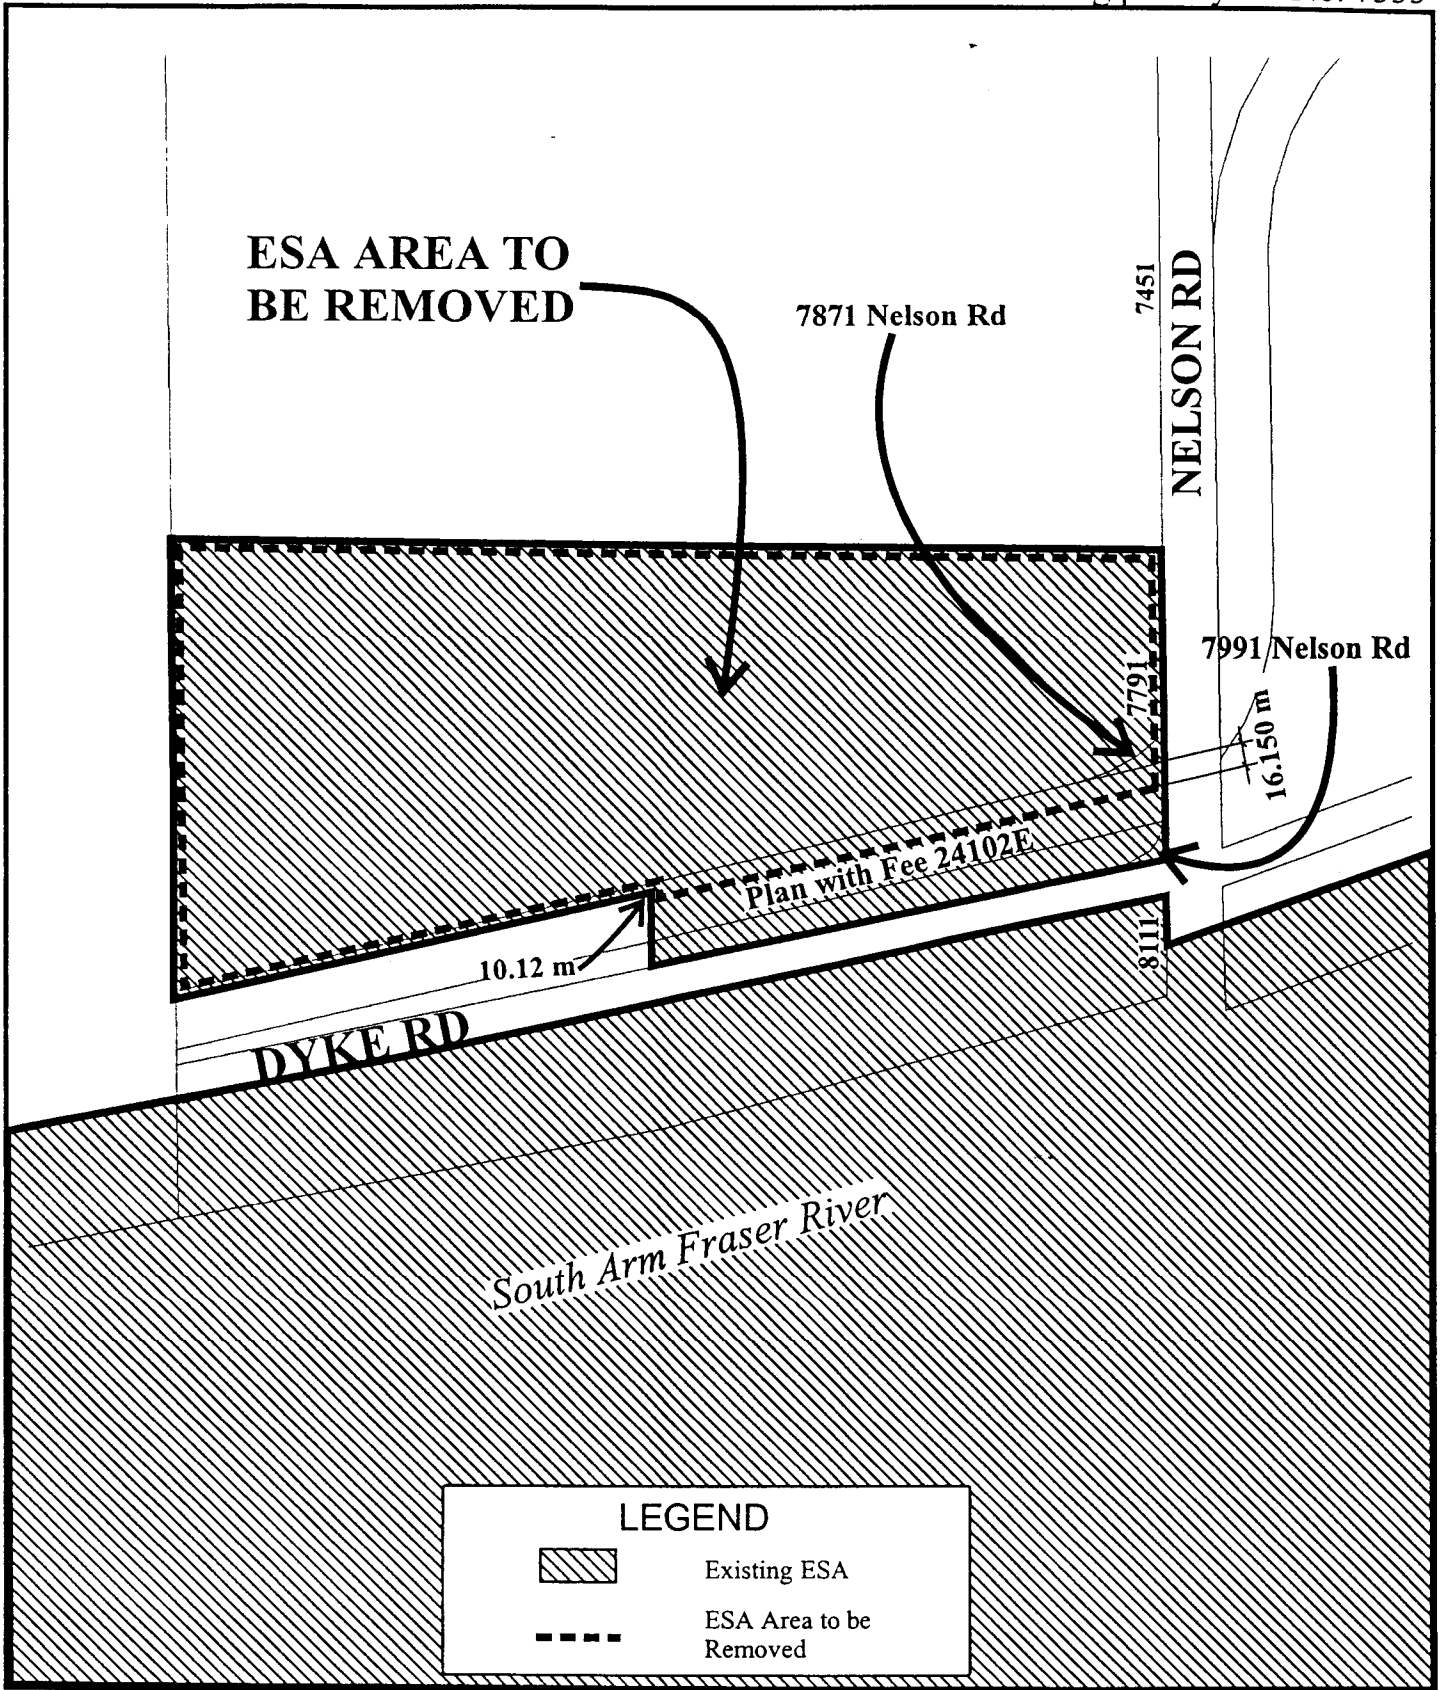 ESA AREA TO
BE REMOVED
7871 Nelson Rd
7451
NELSON RD
7991 Nelson Rd
7791
16.150 m
Plan with Fee 24102E
10.12 m
8111
DYKE RD
South Arm Fraser River
LEGEND
Existing ESA
ESA Area to be
Removed